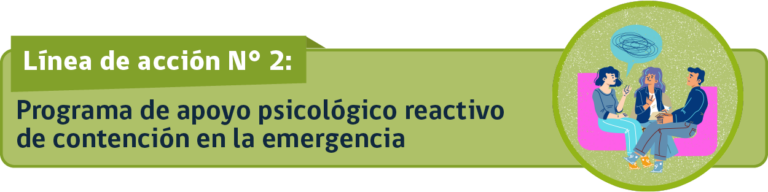 Línea de acción N° 2:
Programa de apoyo psicológico reactivo
de contención en la emergencia